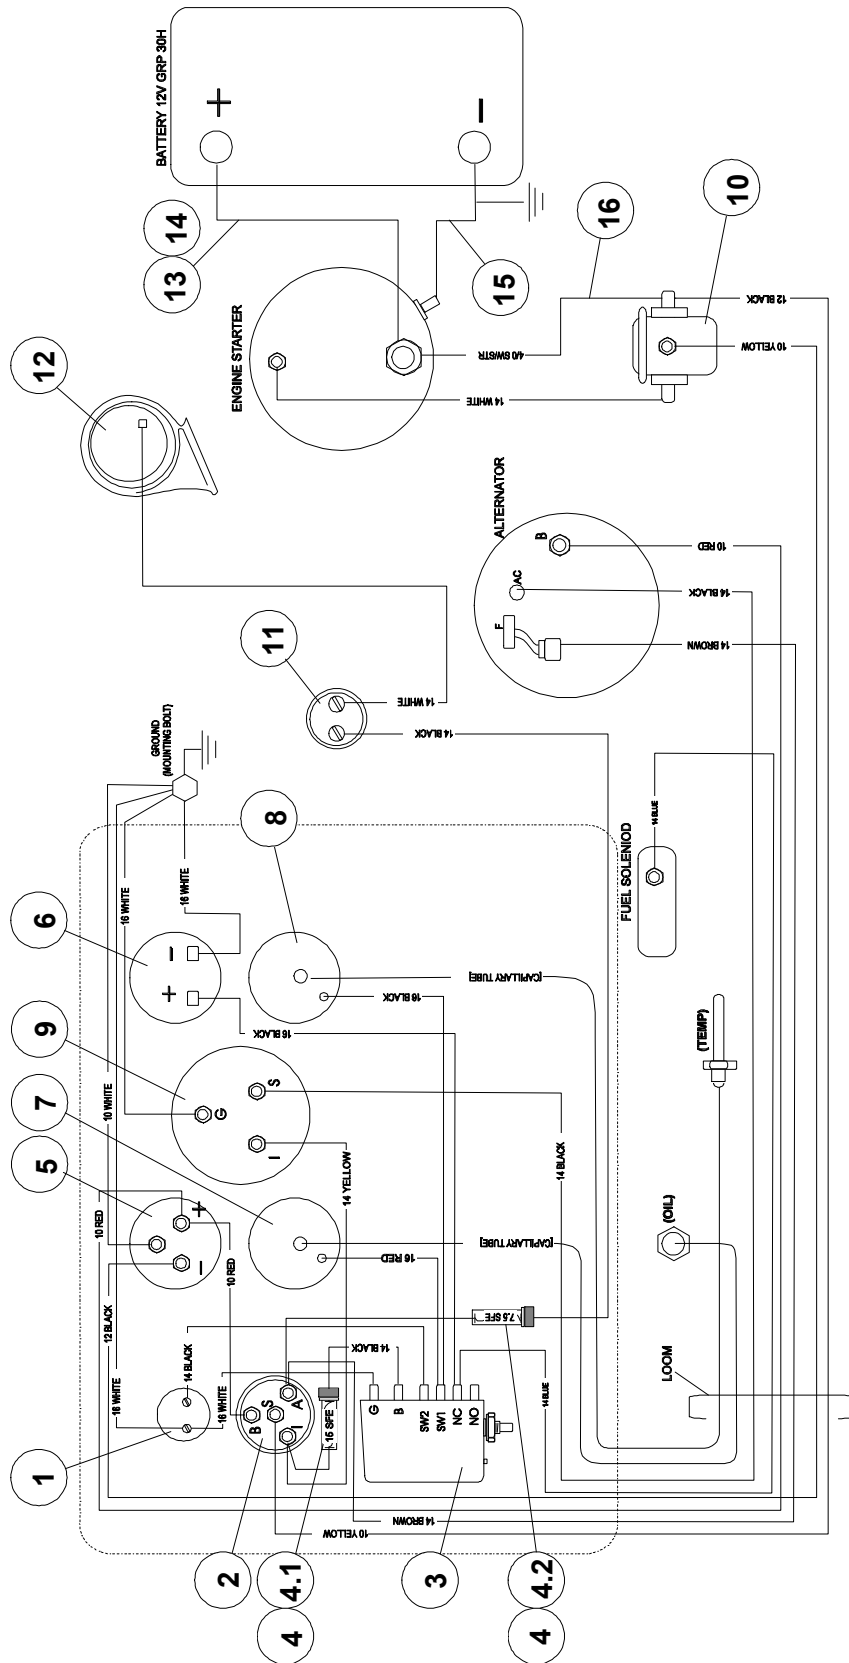 BATTERY 12V GRP 30H
+
−
14
13
15
16
10
12
ENGINE STARTER
4/0 6W/STR
14 WHITE
12 BLACK
10 YELLOW
ALTERNATOR
B
AC
F
10 RED
14 BLACK
14 BROWN
11
14 WHITE
14 BLACK
GROUND
(MOUNTING BOLT)
8
6
9
7
5
16 WHITE
16 WHITE
10 WHITE
+
−
16 BLACK
16 BLACK
[CAPILLARY TUBE]
FUEL SOLENIOD
14 BLUE
(TEMP)
G
S
I
14 BLACK
14 YELLOW
10 RED
+
−
12 BLACK
16 WHITE
10 RED
16 RED
[CAPILLARY TUBE]
(OIL)
14 BLACK
16 WHITE
14 BLACK
7.5 SFE
LOOM
B
S
A
I
15 SFE
G
B
SW2
SW1
NC
NO
14 BLUE
14 BROWN
10 YELLOW
1
2
4.1
4
3
4.2
4